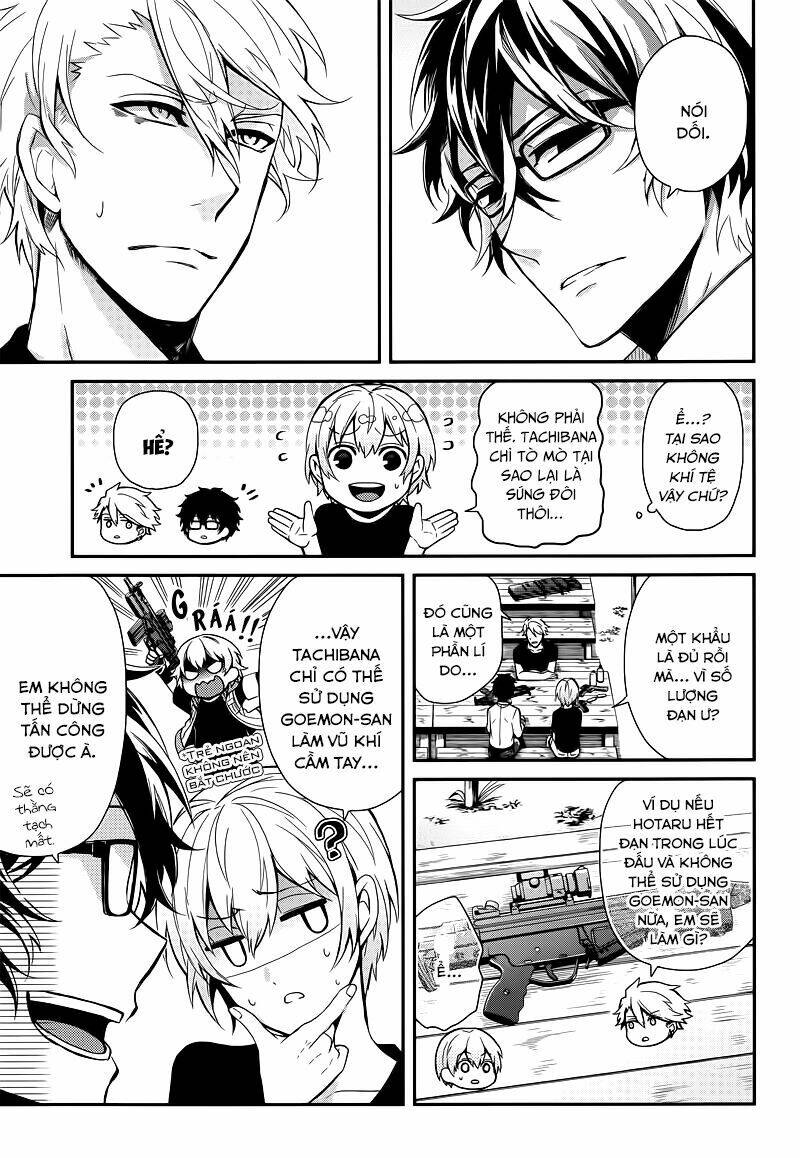 NÓI
DỐI.
Ể...?
TẠI SAO
KHÔNG
KHÍ TỆ
VẬY CHỨ?
KHÔNG PHẢI
THẾ. TACHIBANA
CHỈ TÒ MÒ TẠI
SAO LẠI LÀ
SÚNG ĐÔI
THÔI...
HỂ?
MỘT KHẨU
LÀ ĐỦ RỒI
MÀ... VÌ SỐ
LƯỢNG
ĐẠN Ư?
ĐÓ CŨNG
LÀ MỘT
PHẦN LÍ
DO...
VÍ DỤ NẾU
HOTARU HẾT
ĐẠN TRONG LÚC
ĐẤU VÀ KHÔNG
THỂ SỬ DỤNG
GOEMON-SAN
NỮA, EM SẼ
LÀM GÌ?
Ể...
...VẬY
TACHIBANA
CHỈ CÓ THỂ
SỬ DỤNG
GOEMON-SAN
LÀM VŨ KHÍ
CẦM TAY...
GRÁÁ!!
*TRẺ NGOAN
KHÔNG NÊN
BẮT CHƯỚC
?
EM KHÔNG
THỂ DỪNG
TẤN CÔNG
ĐƯỢC À.
Sẽ có
thằng
tạch
mất.